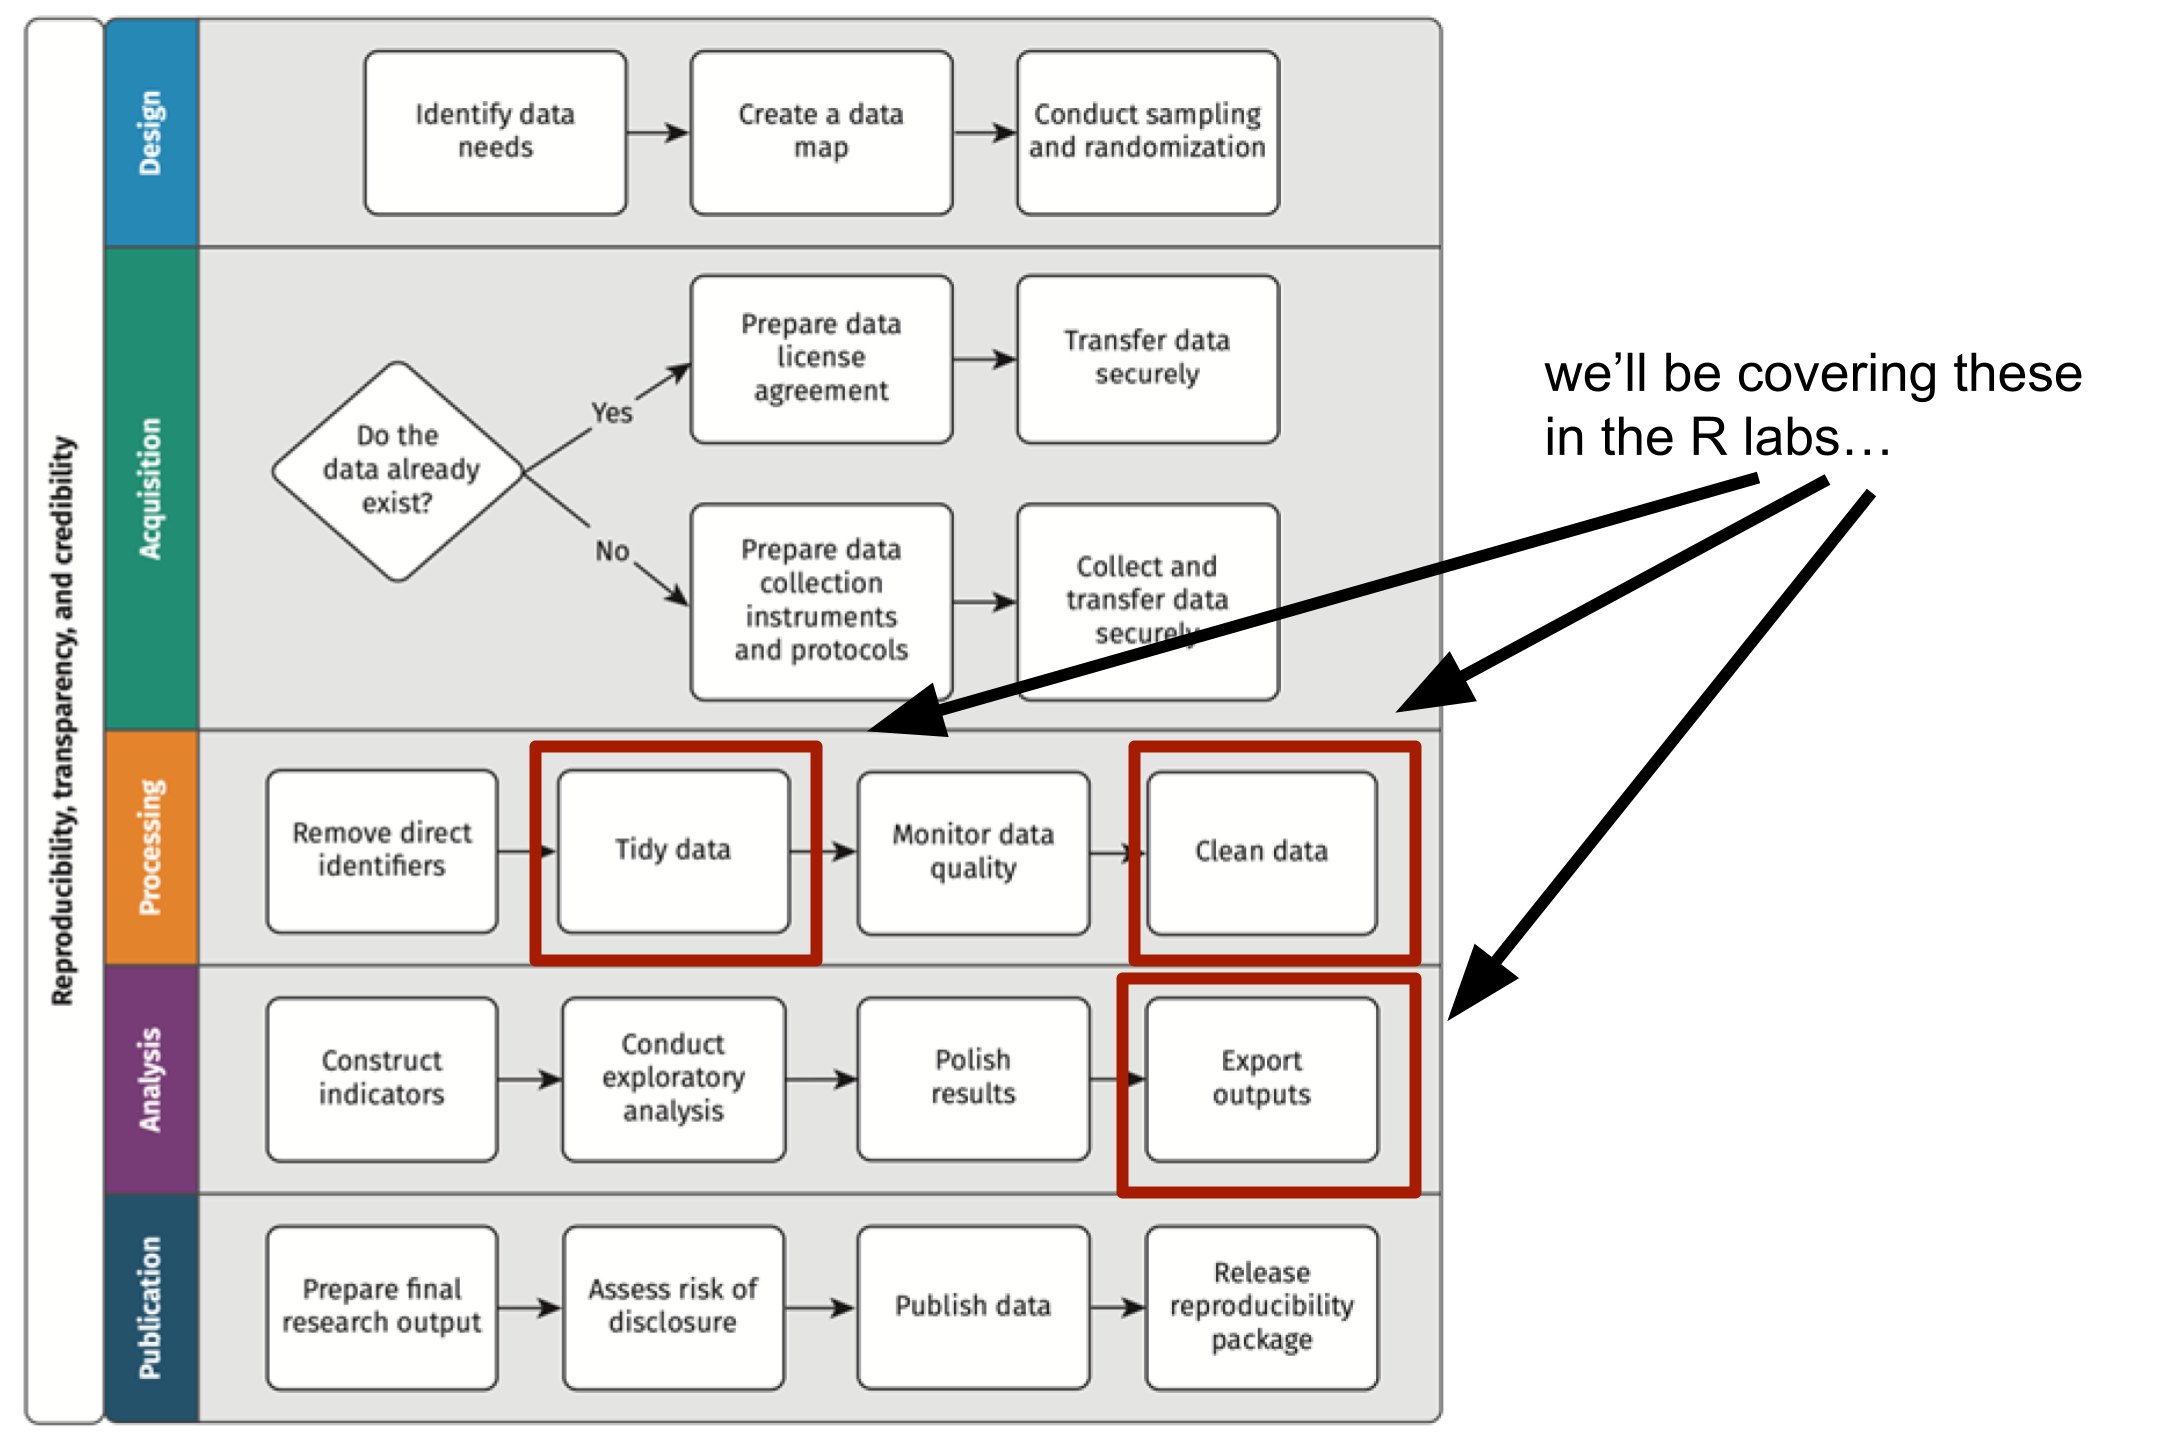 Reproducibility, transparency, and credibility
Design
Identify data
needs
Create a data
map
Conduct sampling
and randomization
Acquisition
Do the
data already
exist?
Yes
Prepare data
license
agreement
Transfer data
securely
No
Prepare data
collection
instruments
and protocols
Collect and
transfer data
securely
we’ll be covering these
in the R labs…
Processing
Remove direct
identifiers
Tidy data
Monitor data
quality
Clean data
Analysis
Construct
indicators
Conduct
exploratory
analysis
Polish
results
Export
outputs
Publication
Prepare final
research output
Assess risk of
disclosure
Publish data
Release
reproducibility
package